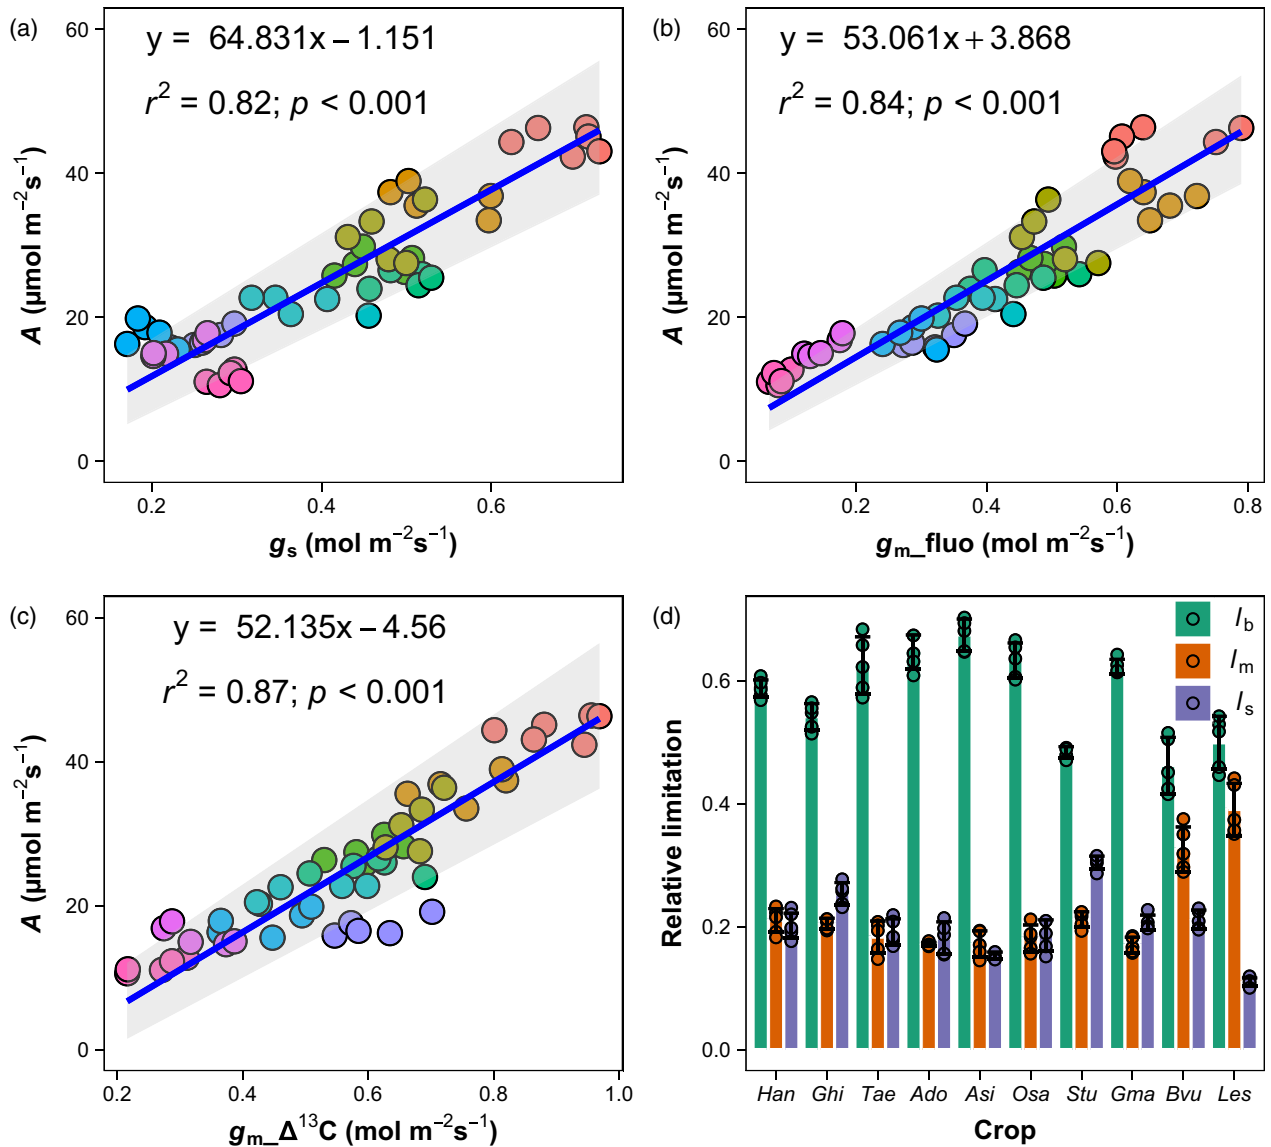 (a)
y = 64.831x − 1.151
r² = 0.82; p < 0.001
60
40
20
0
A (µmol m⁻²s⁻¹)
0.2 0.4 0.6
gₛ (mol m⁻²s⁻¹)
(b)
y = 53.061x + 3.868
r² = 0.84; p < 0.001
60
40
20
0
A (µmol m⁻²s⁻¹)
0.2 0.4 0.6 0.8
gₘ_fluo (mol m⁻²s⁻¹)
(c)
y = 52.135x − 4.56
r² = 0.87; p < 0.001
60
40
20
0
A (µmol m⁻²s⁻¹)
0.2 0.4 0.6 0.8 1.0
gₘ_Δ¹³C (mol m⁻²s⁻¹)
(d)
l_b
l_m
l_s
0.6
0.4
0.2
0.0
Relative limitation
Han Ghi Tae Ado Asi Osa Stu Gma Bvu Les
Crop